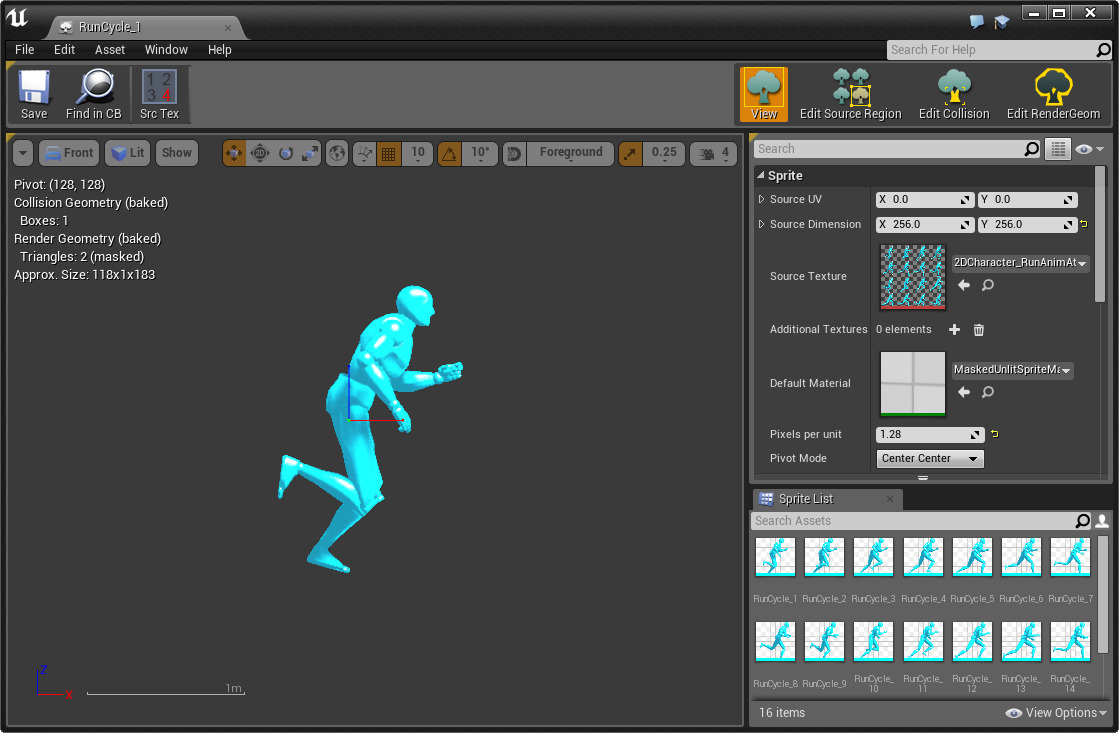 RunCycle_1
File Edit Asset Window Help
Search For Help
Save Find in CB Src Tex
1 2
3 4
View Edit Source Region Edit Collision Edit RenderGeom
Front Lit Show 10 10° Foreground 0.25 4
Pivot: (128, 128)
Collision Geometry (baked)
Boxes: 1
Render Geometry (baked)
Triangles: 2 (masked)
Approx. Size: 118x1x183
Z
X
1m
Search
Sprite
Source UV X 0.0 Y 0.0
Source Dimension X 256.0 Y 256.0
Source Texture 2DCharacter_RunAnimAt
Additional Textures 0 elements
Default Material MaskedUnlitSpriteMa
Pixels per unit 1.28
Pivot Mode Center Center
Sprite List
Search Assets
RunCycle_1 RunCycle_2 RunCycle_3 RunCycle_4 RunCycle_5 RunCycle_6 RunCycle_7
RunCycle_8 RunCycle_9 RunCycle_10 RunCycle_11 RunCycle_12 RunCycle_13 RunCycle_14
16 items View Options